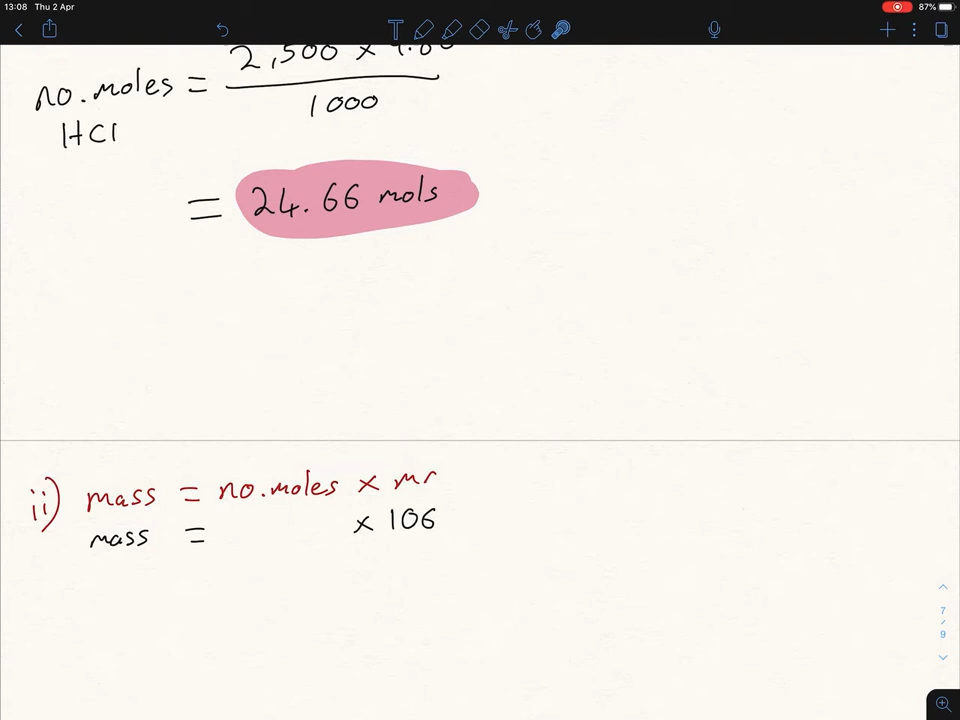 13:08 Thu 2 Apr
87%
2,500 ×
no. moles = 
1000
HCl
= 24.66 mols
ii) mass = no. moles × mr
mass = × 106
7
/
9